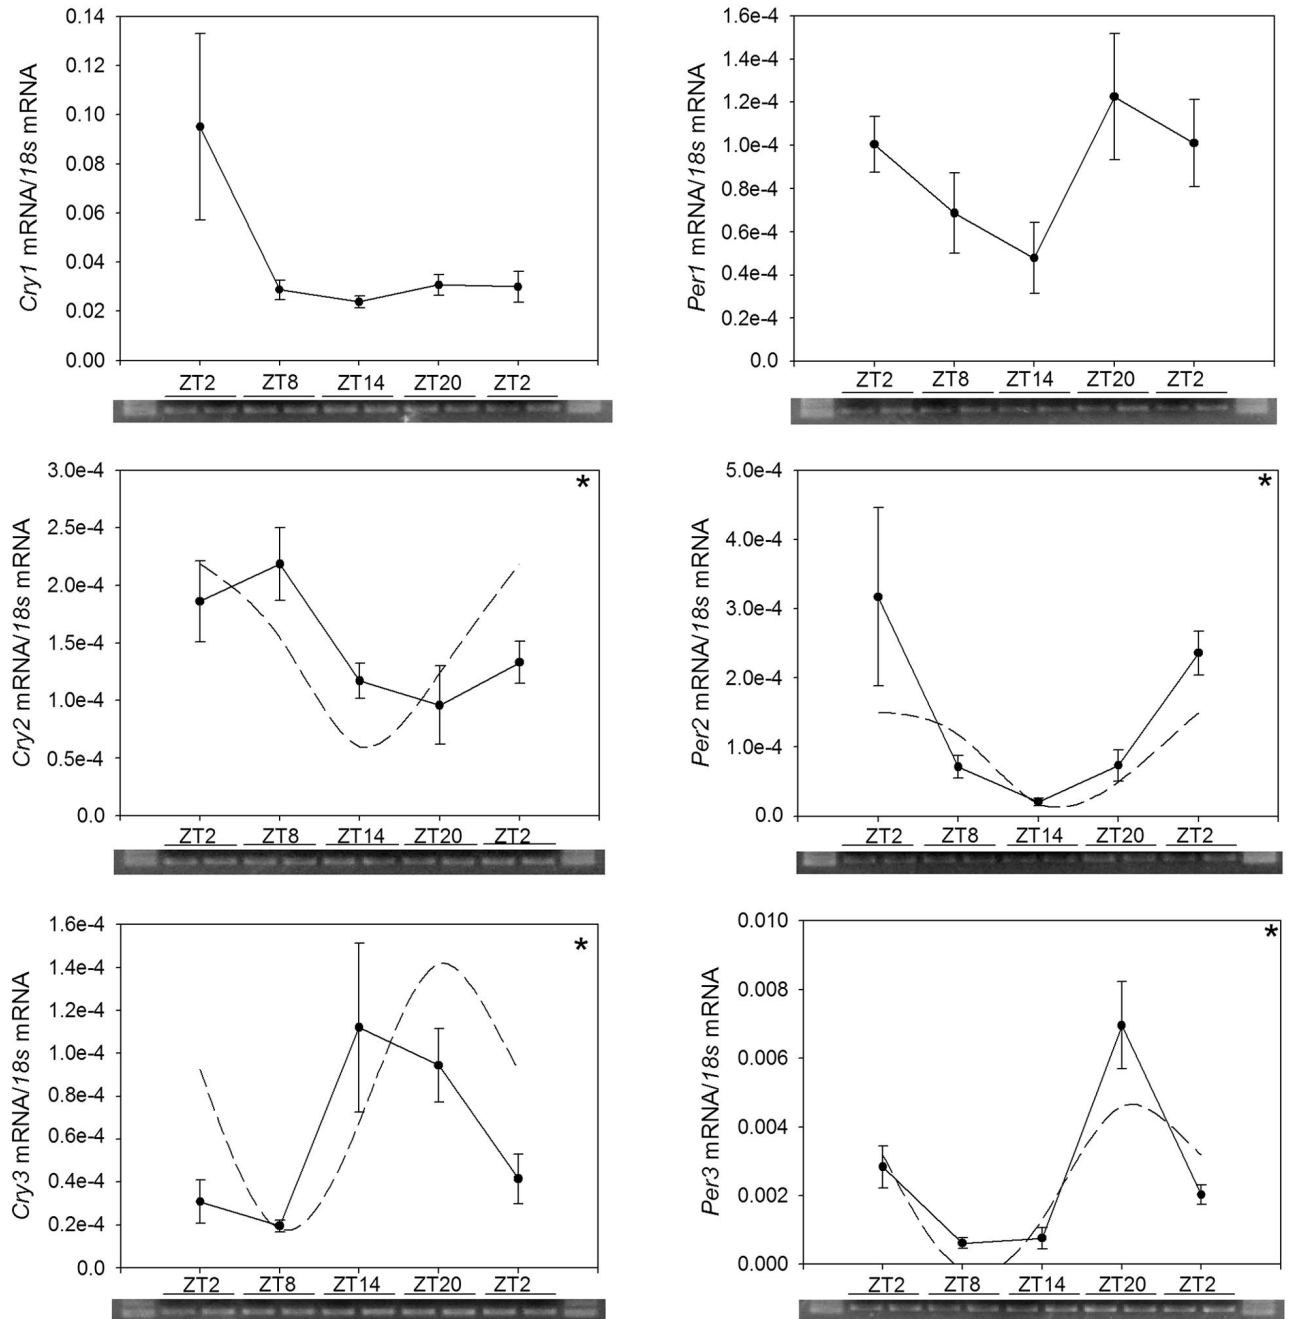 Cry1 mRNA/18s mRNA
0.14
0.12
0.10
0.08
0.06
0.04
0.02
0.00
ZT2 ZT8 ZT14 ZT20 ZT2
Per1 mRNA/18s mRNA
1.6e-4
1.4e-4
1.2e-4
1.0e-4
0.8e-4
0.6e-4
0.4e-4
0.2e-4
0.0
ZT2 ZT8 ZT14 ZT20 ZT2
Cry2 mRNA/18s mRNA
3.0e-4
2.5e-4
2.0e-4
1.5e-4
1.0e-4
0.5e-4
0.0
*
ZT2 ZT8 ZT14 ZT20 ZT2
Per2 mRNA/18s mRNA
5.0e-4
4.0e-4
3.0e-4
2.0e-4
1.0e-4
0.0
*
ZT2 ZT8 ZT14 ZT20 ZT2
Cry3 mRNA/18s mRNA
1.6e-4
1.4e-4
1.2e-4
1.0e-4
0.8e-4
0.6e-4
0.4e-4
0.2e-4
0.0
*
ZT2 ZT8 ZT14 ZT20 ZT2
Per3 mRNA/18s mRNA
0.010
0.008
0.006
0.004
0.002
0.000
*
ZT2 ZT8 ZT14 ZT20 ZT2